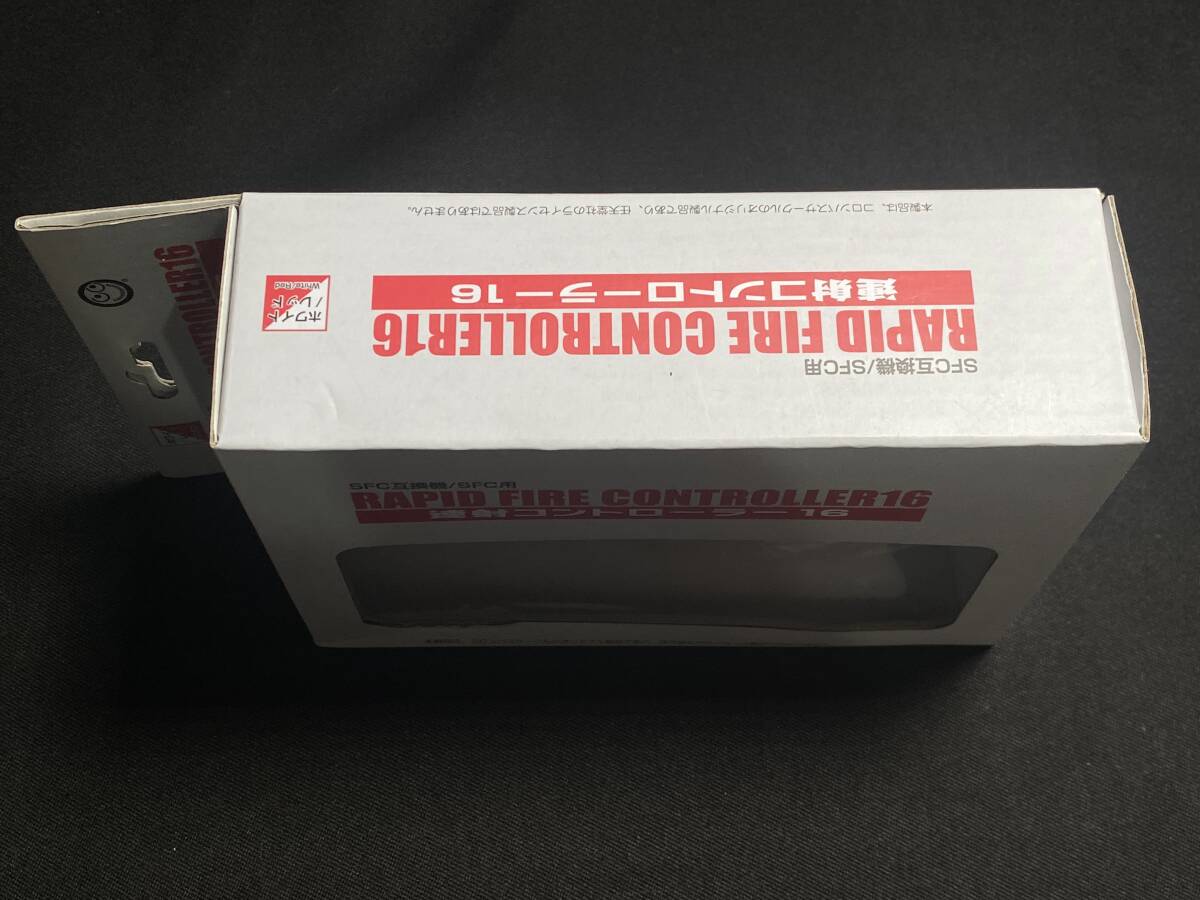 SFC互換機/SFC用
RAPID FIRE CONTROLLER16
連射コントローラー16
ホワイト
/レッド
White/Red
本製品は、コロンバスサークルのオリジナル製品であり、任天堂社のライセンス製品ではありません。
SFC互換機/SFC用
RAPID FIRE CONTROLLER16
連射コントローラー16
CONTROLLER16